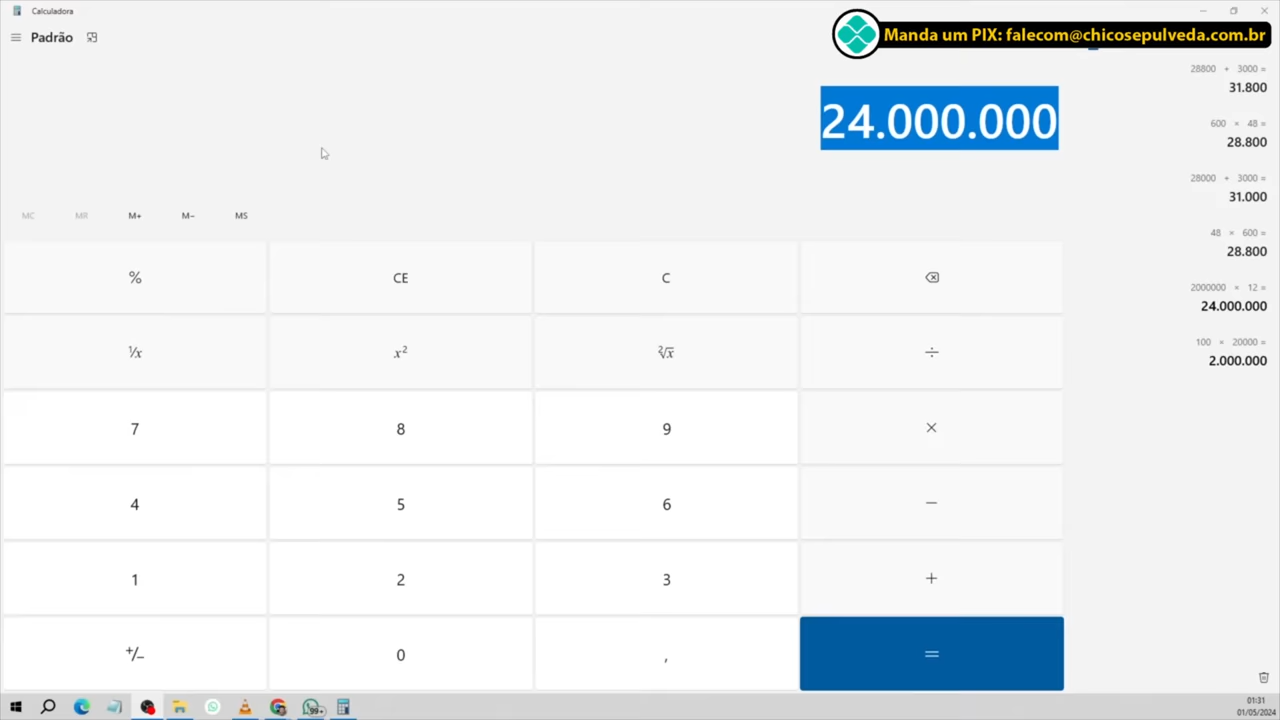 Calculadora
Padrão
Manda um PIX: falecom@chicosepulveda.com.br
24.000.000
28800 + 3000 =
31.800
600 × 48 =
28.800
28000 + 3000 =
31.000
48 × 600 =
28.800
2000000 × 12 =
24.000.000
100 × 20000 =
2.000.000
MC MR M+ M− MS
% CE C
¹/x x² ²√x ÷
7 8 9 ×
4 5 6 −
1 2 3 +
+/− 0 , =
99+
01:31
01/05/2024